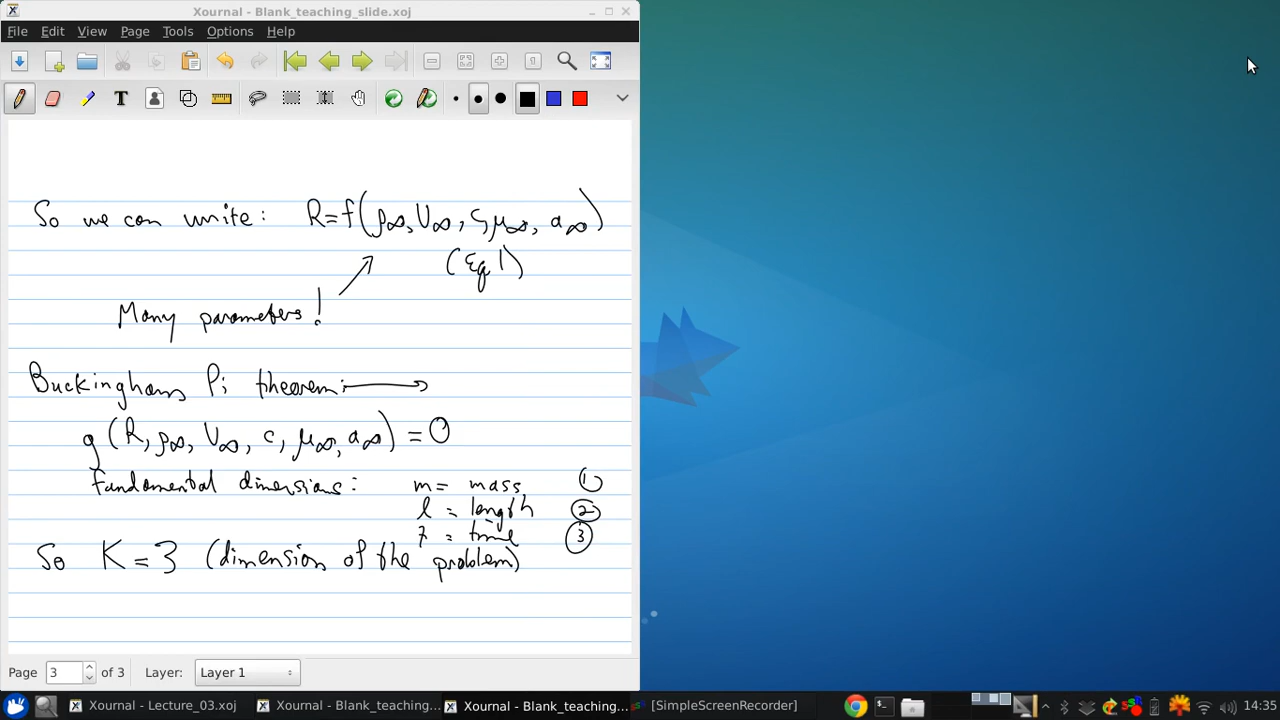 Xournal - Blank_teaching_slide.xoj
File Edit View Page Tools Options Help
So we can write: R=f(ρ∞, V∞, c, μ∞, a∞)
(Eq 1)
Many parameters!
Buckingham Pi theorem: →
g(R, ρ∞, V∞, c, μ∞, a∞) = 0
fundamental dimensions: m = mass ①
l = length ②
t = time ③
So K = 3 (dimension of the problem)
Page 3 of 3 Layer: Layer 1
Xournal - Lecture_03.xoj Xournal - Blank_teaching... Xournal - Blank_teaching... [SimpleScreenRecorder] 14:35